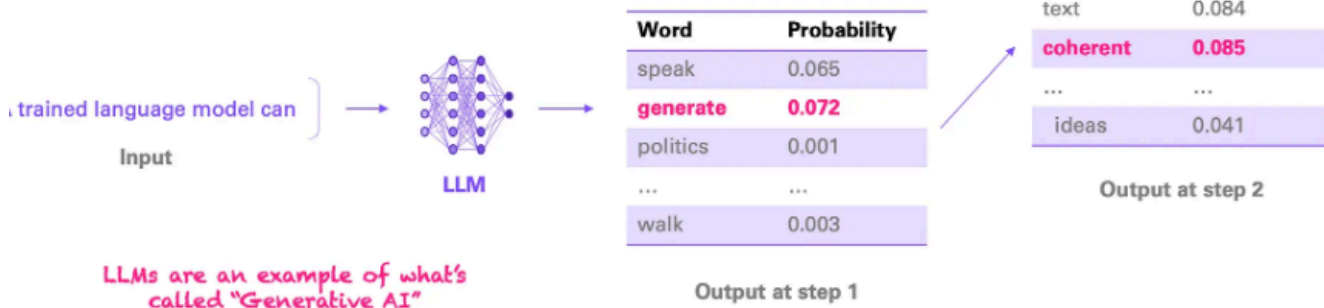 trained language model can
Input
LLM
LLMs are an example of what's
called "Generative AI"
Word Probability
speak 0.065
generate 0.072
politics 0.001
... ...
walk 0.003
Output at step 1
text 0.084
coherent 0.085
... ...
ideas 0.041
Output at step 2